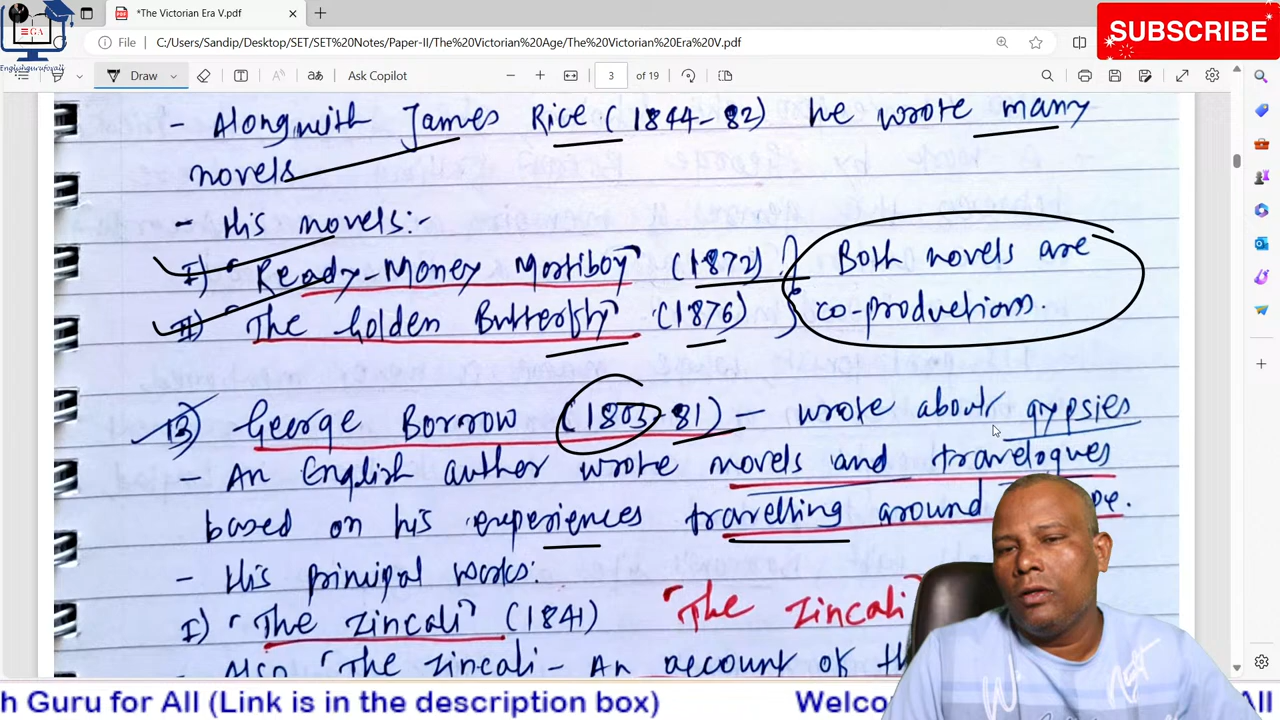 *The Victorian Era V.pdf
SUBSCRIBE
EGA
Englishguruforall
File C:/Users/Sandip/Desktop/SET/SET%20Notes/Paper-II/The%20Victorian%20Age/The%20Victorian%20Era%20V.pdf
Draw Ask Copilot 3 of 19
- Alongwith James Rice (1844-82) he wrote many
novels
- His novels:-
I) "Ready-Money Mortiboy" (1872) Both novels are
II) "The Golden Butterfly" (1876) co-productions.
13) George Borrow (1803-81) - wrote about gypsies
- An English author wrote novels and travelogues
based on his experiences travelling around
- His principal works:
I) "The Zincali" (1841) "The Zincali"
Also "The Zincali - An account of
h Guru for All (Link is in the description box) Welco All